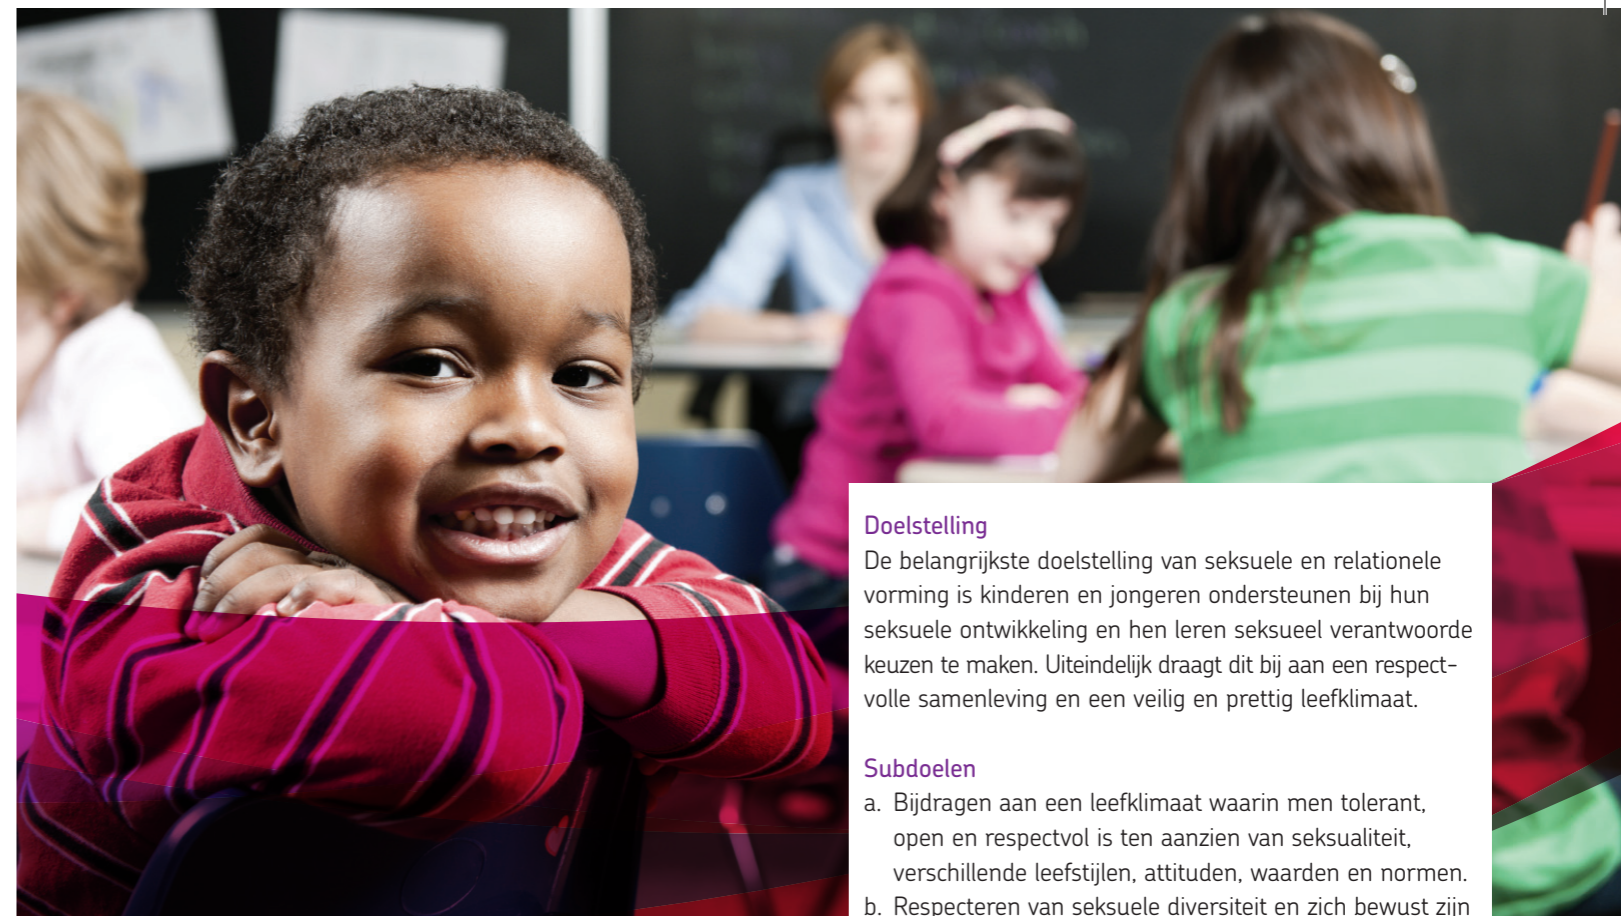 Doelstelling
De belangrijkste doelstelling van seksuele en relationele
vorming is kinderen en jongeren ondersteunen bij hun
seksuele ontwikkeling en hen leren seksueel verantwoorde
keuzen te maken. Uiteindelijk draagt dit bij aan een respect-
volle samenleving en een veilig en prettig leefklimaat.
Subdoelen
a. Bijdragen aan een leefklimaat waarin men tolerant,
open en respectvol is ten aanzien van seksualiteit,
verschillende leefstijlen, attituden, waarden en normen.
b. Respecteren van seksuele diversiteit en zich bewust zijn